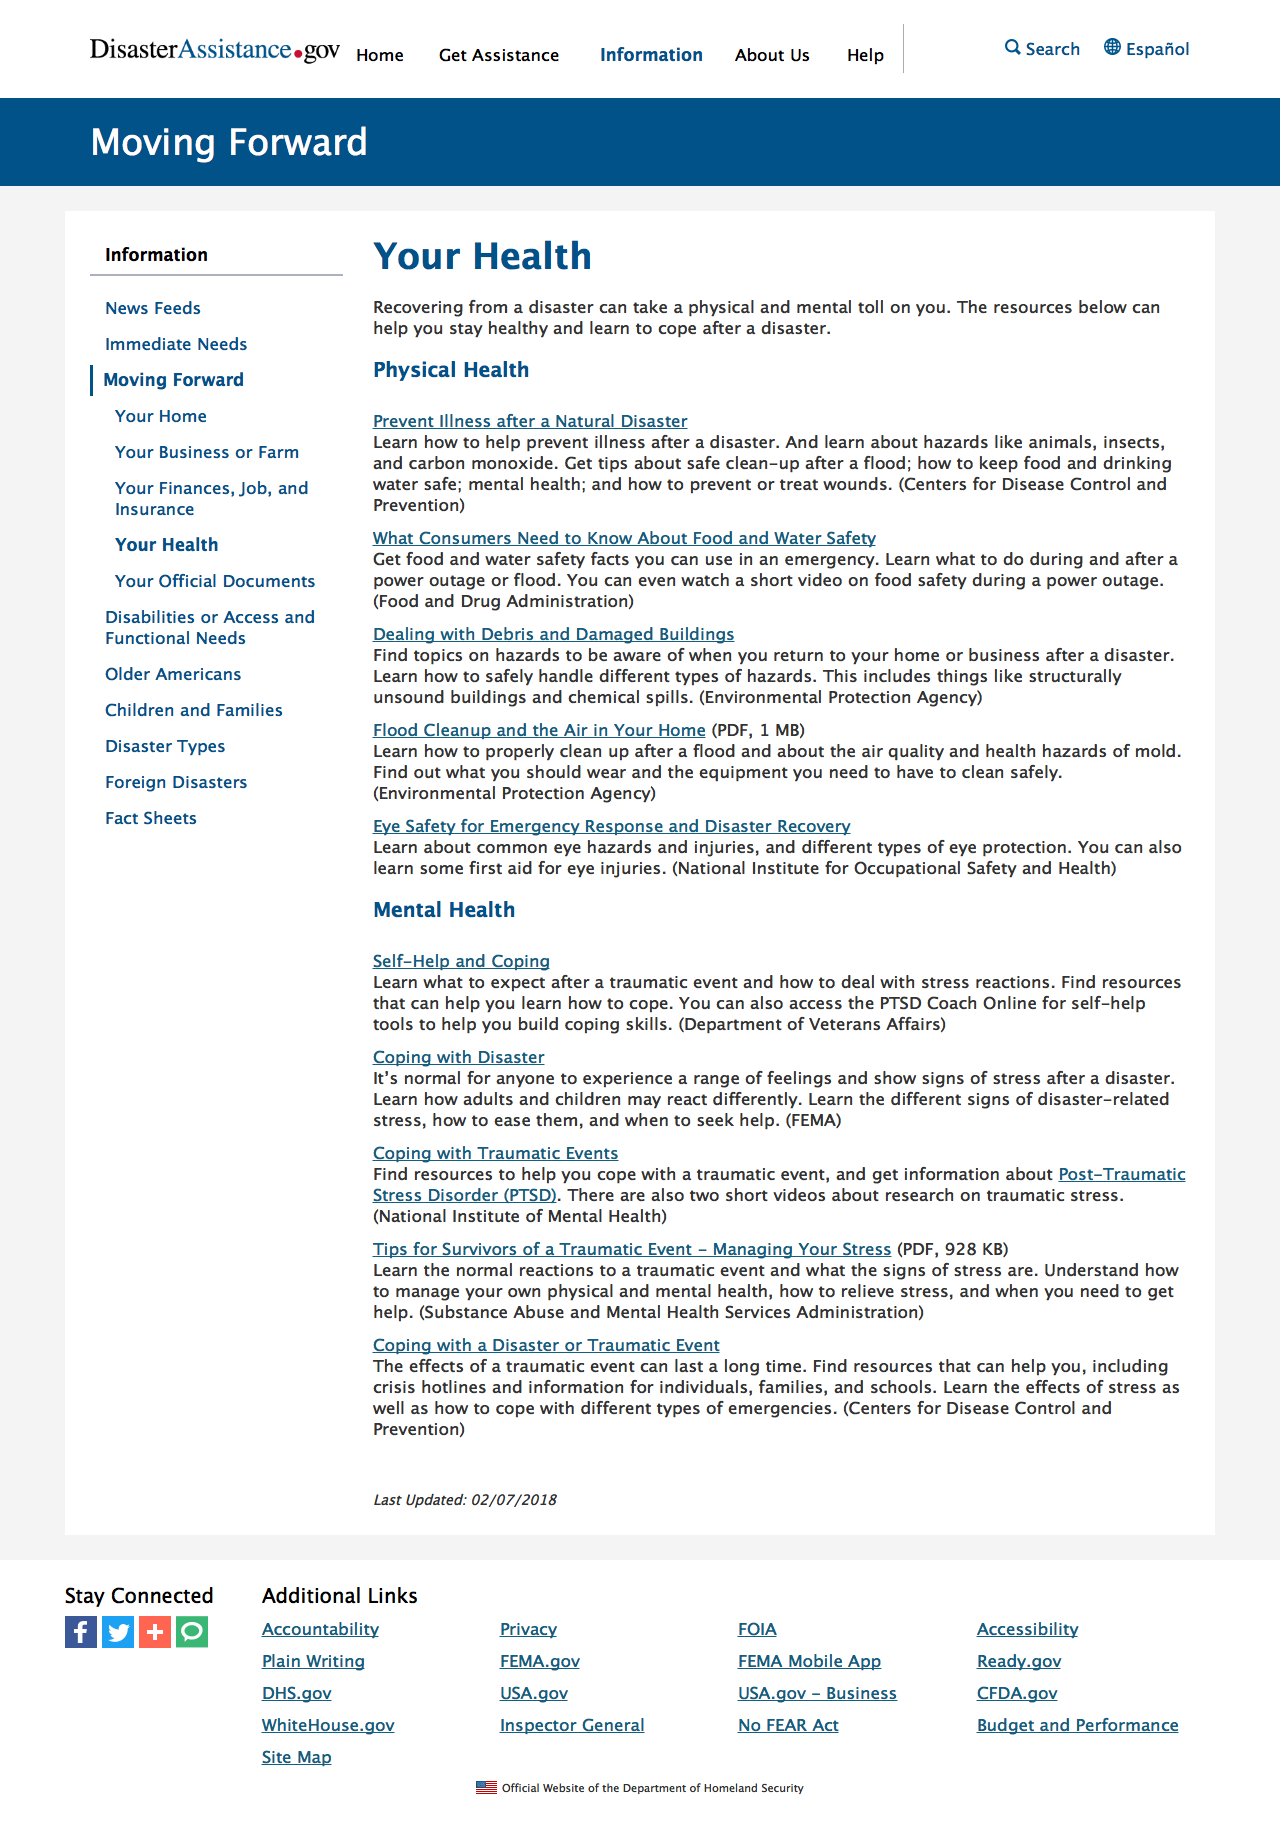 DisasterAssistance.gov
Home
Get Assistance
Information
About Us
Help
Search
Español
Moving Forward
Information
News Feeds
Immediate Needs
Moving Forward
Your Home
Your Business or Farm
Your Finances, Job, and
Insurance
Your Health
Your Official Documents
Disabilities or Access and
Functional Needs
Older Americans
Children and Families
Disaster Types
Foreign Disasters
Fact Sheets
Your Health
Recovering from a disaster can take a physical and mental toll on you. The resources below can
help you stay healthy and learn to cope after a disaster.
Physical Health
Prevent Illness after a Natural Disaster
Learn how to help prevent illness after a disaster. And learn about hazards like animals, insects,
and carbon monoxide. Get tips about safe clean-up after a flood; how to keep food and drinking
water safe; mental health; and how to prevent or treat wounds. (Centers for Disease Control and
Prevention)
What Consumers Need to Know About Food and Water Safety
Get food and water safety facts you can use in an emergency. Learn what to do during and after a
power outage or flood. You can even watch a short video on food safety during a power outage.
(Food and Drug Administration)
Dealing with Debris and Damaged Buildings
Find topics on hazards to be aware of when you return to your home or business after a disaster.
Learn how to safely handle different types of hazards. This includes things like structurally
unsound buildings and chemical spills. (Environmental Protection Agency)
Flood Cleanup and the Air in Your Home (PDF, 1 MB)
Learn how to properly clean up after a flood and about the air quality and health hazards of mold.
Find out what you should wear and the equipment you need to have to clean safely.
(Environmental Protection Agency)
Eye Safety for Emergency Response and Disaster Recovery
Learn about common eye hazards and injuries, and different types of eye protection. You can also
learn some first aid for eye injuries. (National Institute for Occupational Safety and Health)
Mental Health
Self-Help and Coping
Learn what to expect after a traumatic event and how to deal with stress reactions. Find resources
that can help you learn how to cope. You can also access the PTSD Coach Online for self-help
tools to help you build coping skills. (Department of Veterans Affairs)
Coping with Disaster
It's normal for anyone to experience a range of feelings and show signs of stress after a disaster.
Learn how adults and children may react differently. Learn the different signs of disaster-related
stress, how to ease them, and when to seek help. (FEMA)
Coping with Traumatic Events
Find resources to help you cope with a traumatic event, and get information about Post-Traumatic
Stress Disorder (PTSD). There are also two short videos about research on traumatic stress.
(National Institute of Mental Health)
Tips for Survivors of a Traumatic Event - Managing Your Stress (PDF, 928 KB)
Learn the normal reactions to a traumatic event and what the signs of stress are. Understand how
to manage your own physical and mental health, how to relieve stress, and when you need to get
help. (Substance Abuse and Mental Health Services Administration)
Coping with a Disaster or Traumatic Event
The effects of a traumatic event can last a long time. Find resources that can help you, including
crisis hotlines and information for individuals, families, and schools. Learn the effects of stress as
well as how to cope with different types of emergencies. (Centers for Disease Control and
Prevention)
Last Updated: 02/07/2018
Stay Connected
Additional Links
Accountability
Privacy
FOIA
Accessibility
Plain Writing
FEMA.gov
FEMA Mobile App
Ready.gov
DHS.gov
USA.gov
USA.gov - Business
CFDA.gov
WhiteHouse.gov
Inspector General
No FEAR Act
Budget and Performance
Site Map
Official Website of the Department of Homeland Security